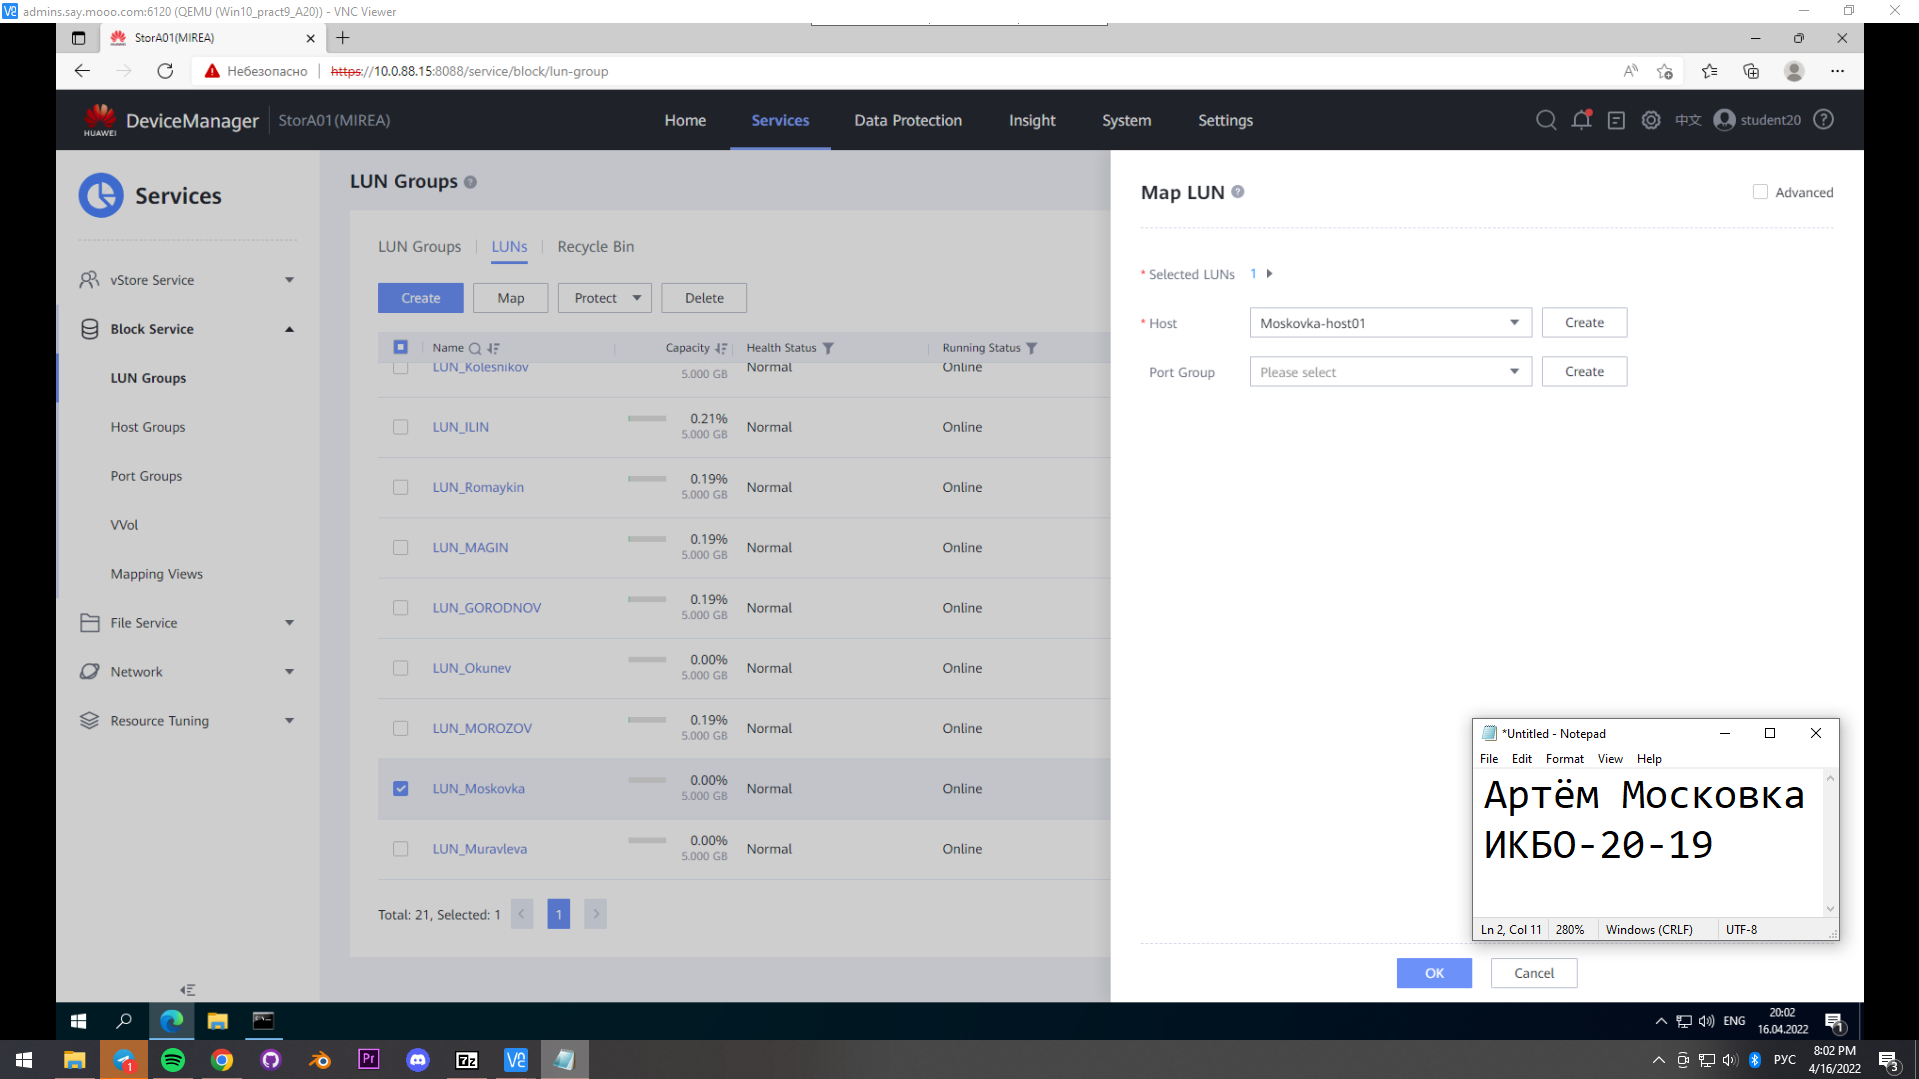 admins.say.mooo.com:6120 (QEMU (Win10_pract9_A20)) - VNC Viewer
StorA01(MIREA)
Небезопасно
https://10.0.88.15:8088/service/block/lun-group
HUAWEI
DeviceManager
StorA01(MIREA)
Home
Services
Data Protection
Insight
System
Settings
中文
student20
Services
vStore Service
Block Service
LUN Groups
Host Groups
Port Groups
VVol
Mapping Views
File Service
Network
Resource Tuning
LUN Groups
LUN Groups
LUNs
Recycle Bin
Create
Map
Protect
Delete
Name
Capacity
Health Status
Running Status
LUN_Kolesnikov
5.000 GB
Normal
Online
LUN_ILIN
0.21%
5.000 GB
Normal
Online
LUN_Romaykin
0.19%
5.000 GB
Normal
Online
LUN_MAGIN
0.19%
5.000 GB
Normal
Online
LUN_GORODNOV
0.19%
5.000 GB
Normal
Online
LUN_Okunev
0.00%
5.000 GB
Normal
Online
LUN_MOROZOV
0.19%
5.000 GB
Normal
Online
LUN_Moskovka
0.00%
5.000 GB
Normal
Online
LUN_Muravleva
0.00%
5.000 GB
Normal
Online
Total: 21, Selected: 1
1
Map LUN
Advanced
* Selected LUNs 1
* Host
Moskovka-host01
Create
Port Group
Please select
Create
*Untitled - Notepad
File Edit Format View Help
Артём Московка
ИКБО-20-19
Ln 2, Col 11
280%
Windows (CRLF)
UTF-8
OK
Cancel
ENG
20:02
16.04.2022
1
1
Pr
7z
VE
РУС
8:02 PM
4/16/2022
3